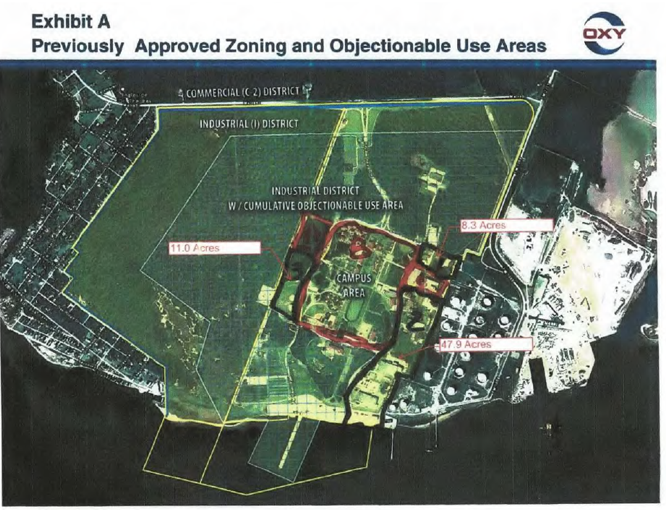 Exhibit A
Previously Approved Zoning and Objectionable Use Areas
OXY
COMMERCIAL (C-2) DISTRICT
INDUSTRIAL (I) DISTRICT
INDUSTRIAL DISTRICT
W/ CUMULATIVE OBJECTIONABLE USE AREA
8.3 Acres
11.0 Acres
CAMPUS
AREA
47.9 Acres